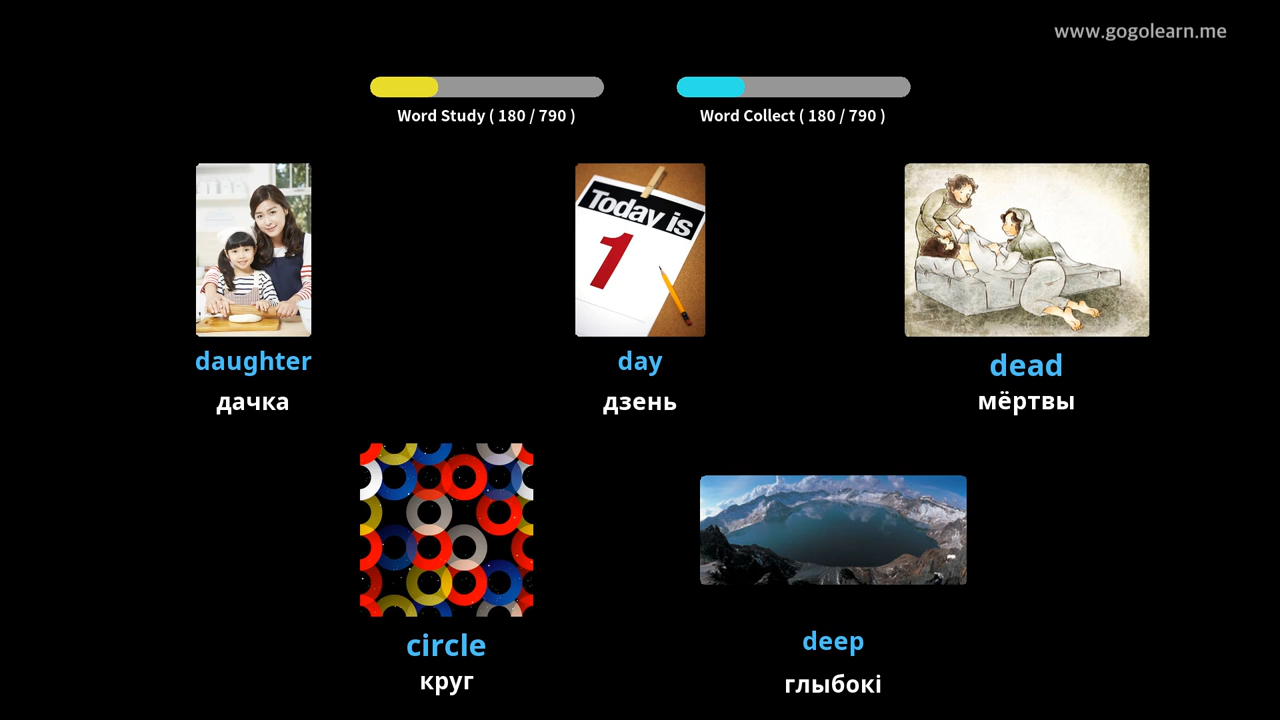 www.gogolearn.me
Word Study ( 180 / 790 )
Word Collect ( 180 / 790 )
Today is
1
daughter
day
dead
дачка
дзень
мёртвы
circle
deep
круг
глыбокі